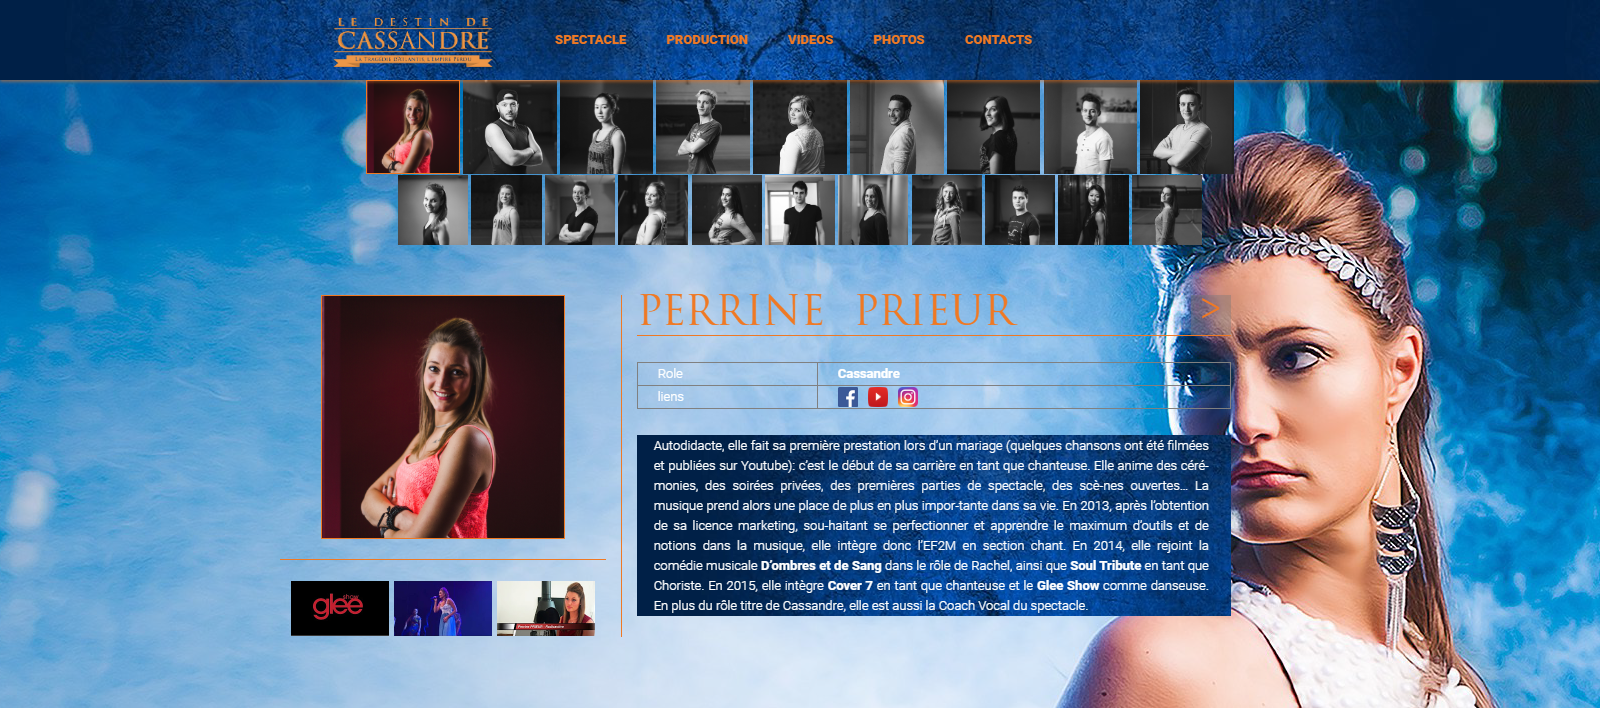 LE DESTIN DE
CASSANDRE
LA TRAGÉDIE D'ATLANTIS, L'EMPIRE PERDU
SPECTACLE PRODUCTION VIDEOS PHOTOS CONTACTS
PERRINE PRIEUR >
Role Cassandre
liens
Autodidacte, elle fait sa première prestation lors d'un mariage (quelques chansons ont été filmées
et publiées sur Youtube): c'est le début de sa carrière en tant que chanteuse. Elle anime des céré-
monies, des soirées privées, des premières parties de spectacle, des scè-nes ouvertes... La
musique prend alors une place de plus en plus impor-tante dans sa vie. En 2013, après l'obtention
de sa licence marketing, sou-haitant se perfectionner et apprendre le maximum d'outils et de
notions dans la musique, elle intègre donc l'EF2M en section chant. En 2014, elle rejoint la
comédie musicale D'ombres et de Sang dans le rôle de Rachel, ainsi que Soul Tribute en tant que
Choriste. En 2015, elle intègre Cover 7 en tant que chanteuse et le Glee Show comme danseuse.
En plus du rôle titre de Cassandre, elle est aussi la Coach Vocal du spectacle.
glee
show
Perrine PRIEUR - Autodidacte